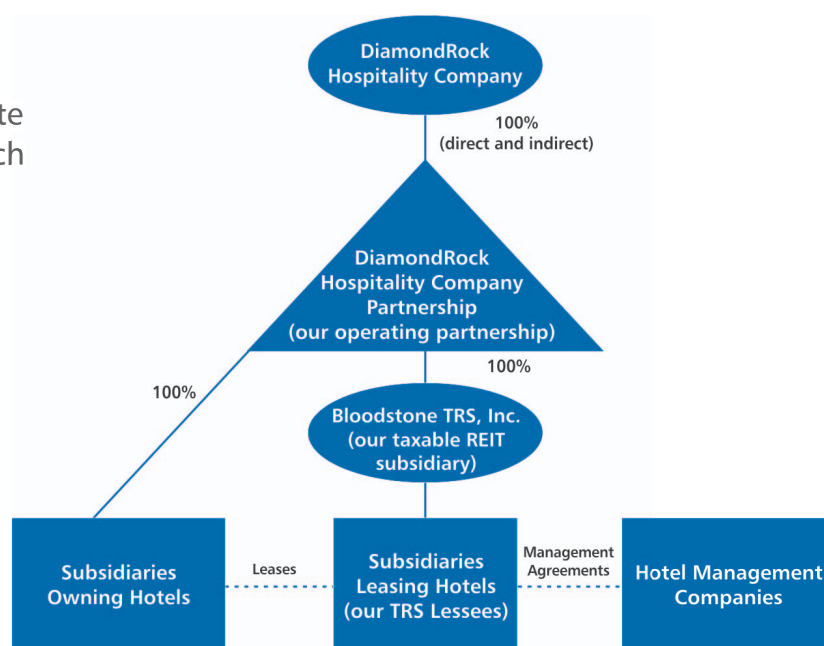 DiamondRock
Hospitality Company
te
ch
100%
(direct and indirect)
DiamondRock
Hospitality Company
Partnership
(our operating partnership)
100%
100%
Bloodstone TRS, Inc.
(our taxable REIT
subsidiary)
Subsidiaries
Owning Hotels
Leases
Subsidiaries
Leasing Hotels
(our TRS Lessees)
Management
Agreements
Hotel Management
Companies